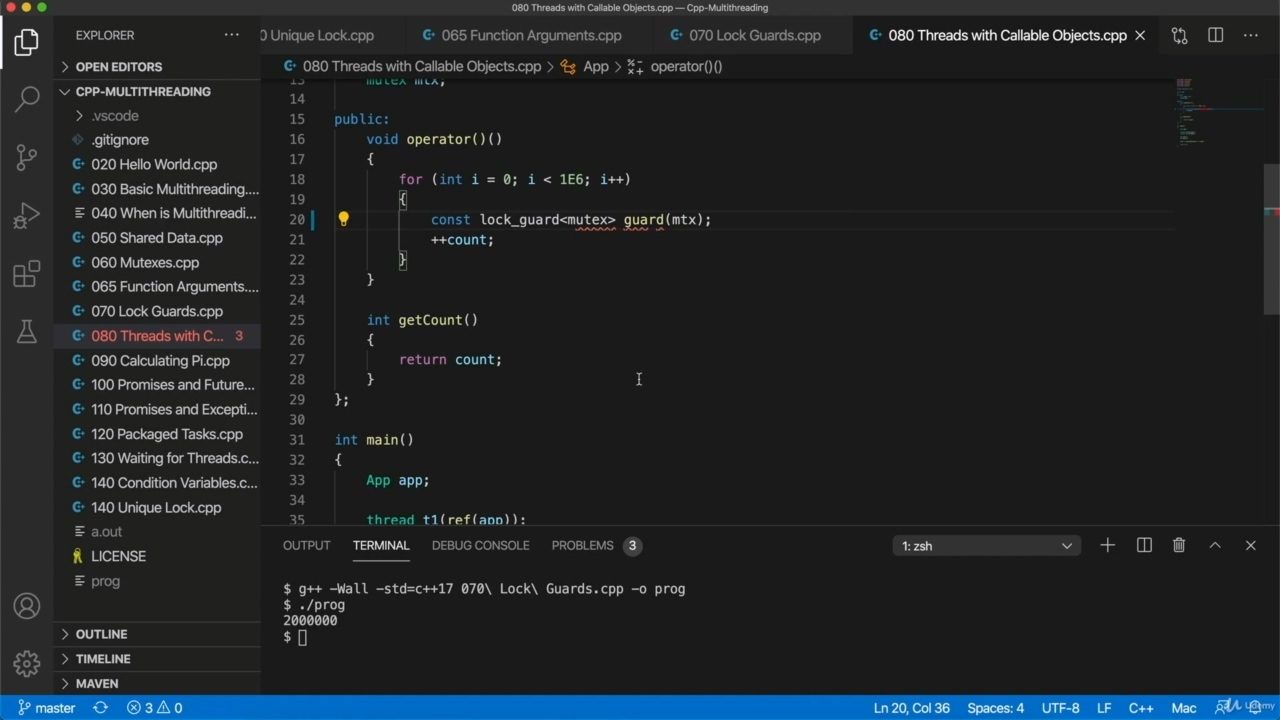 080 Threads with Callable Objects.cpp — Cpp-Multithreading
EXPLORER
0 Unique Lock.cpp
065 Function Arguments.cpp
070 Lock Guards.cpp
080 Threads with Callable Objects.cpp
080 Threads with Callable Objects.cpp > App > operator()()
OPEN EDITORS
CPP-MULTITHREADING
.vscode
.gitignore
020 Hello World.cpp
030 Basic Multithreading....
040 When is Multithreadi...
050 Shared Data.cpp
060 Mutexes.cpp
065 Function Arguments....
070 Lock Guards.cpp
080 Threads with C... 3
090 Calculating Pi.cpp
100 Promises and Future...
110 Promises and Excepti...
120 Packaged Tasks.cpp
130 Waiting for Threads.c...
140 Condition Variables.c...
140 Unique Lock.cpp
a.out
LICENSE
prog
OUTLINE
TIMELINE
MAVEN
13 mutex mtx;
14
15 public:
16 void operator()()
17 {
18 for (int i = 0; i < 1E6; i++)
19 {
20 const lock_guard<mutex> guard(mtx);
21 ++count;
22 }
23 }
24
25 int getCount()
26 {
27 return count;
28 }
29 };
30
31 int main()
32 {
33 App app;
34
35 thread t1(ref(app));
OUTPUT TERMINAL DEBUG CONSOLE PROBLEMS 3 1: zsh
$ g++ -Wall -std=c++17 070\ Lock\ Guards.cpp -o prog
$ ./prog
2000000
$
master 3 0 Ln 20, Col 36 Spaces: 4 UTF-8 LF C++ Mac
Udemy